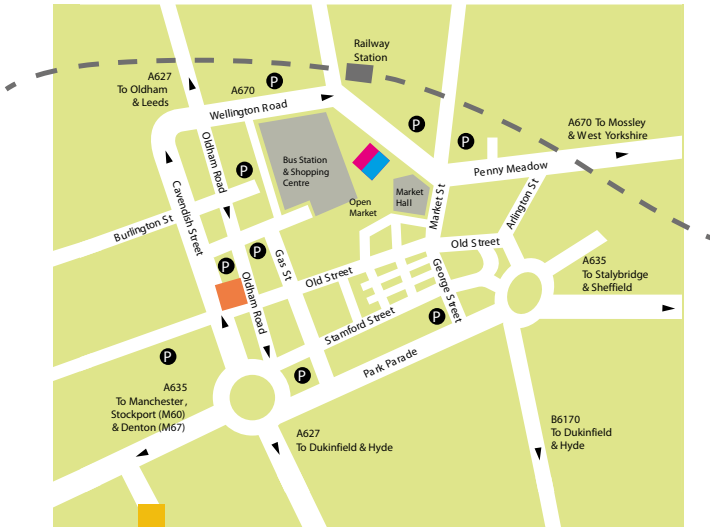 Railway
Station
A627
To Oldham
& Leeds
P
A670
Wellington Road
P
P
A670 To Mossley
& West Yorkshire
Oldham Road
Bus Station
& Shopping
Centre
Penny Meadow
P
Cavendish Street
Market
Hall
Open
Market
Market St
Arlington St
Burlington St
P
Gas St
Old Street
P
Old Street
Oldham Road
George Street
A635
To Stalybridge
& Sheffield
Stamford Street
P
P
Park Parade
P
A635
To Manchester,
Stockport (M60)
& Denton (M67)
A627
To Dukinfield & Hyde
B6170
To Dukinfield
& Hyde